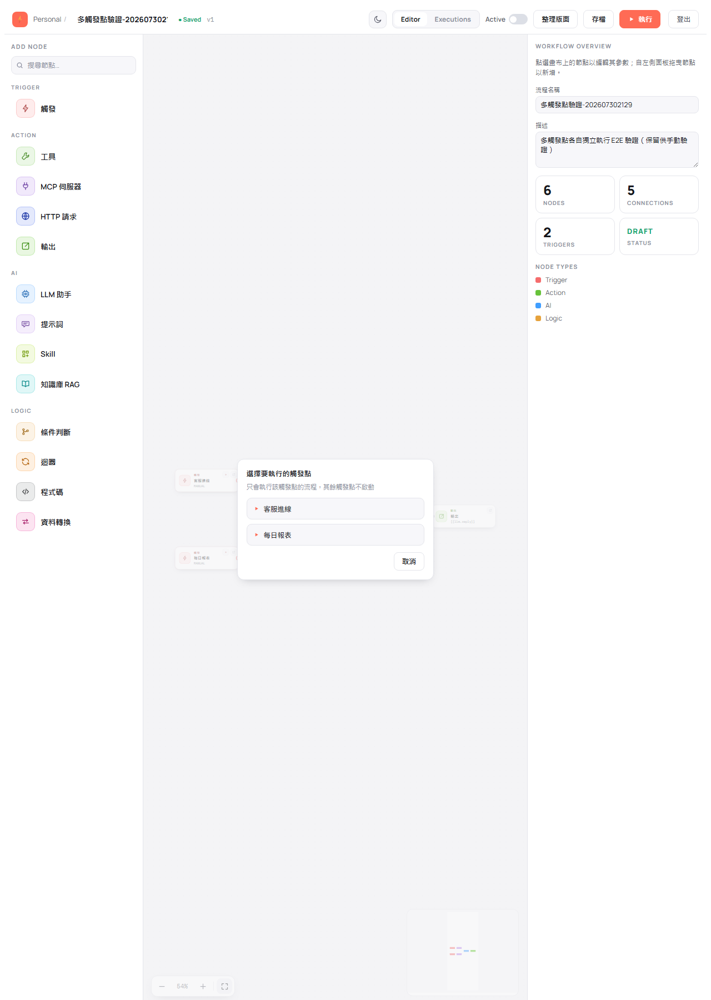 Personal /
多觸發點驗證-2026073021
● Saved
v1
Editor
Executions
Active
整理版面
存檔
執行
登出
ADD NODE
搜尋節點...
TRIGGER
觸發
ACTION
工具
MCP 伺服器
HTTP 請求
輸出
AI
LLM 助手
提示詞
Skill
知識庫 RAG
LOGIC
條件判斷
迴圈
程式碼
資料轉換
觸發
客服進線
MANUAL
觸發
每日報表
MANUAL
選擇要執行的觸發點
只會執行該觸發點的流程，其餘觸發點不啟動
客服進線
每日報表
取消
輸出
輸出
{{llm.reply}}
54%
WORKFLOW OVERVIEW
點選畫布上的節點以編輯其參數；自左側面板拖曳節點
以新增。
流程名稱
多觸發點驗證-202607302129
描述
多觸發點各自獨立執行 E2E 驗證（保留供手動驗
證）
6
NODES
5
CONNECTIONS
2
TRIGGERS
DRAFT
STATUS
NODE TYPES
Trigger
Action
AI
Logic